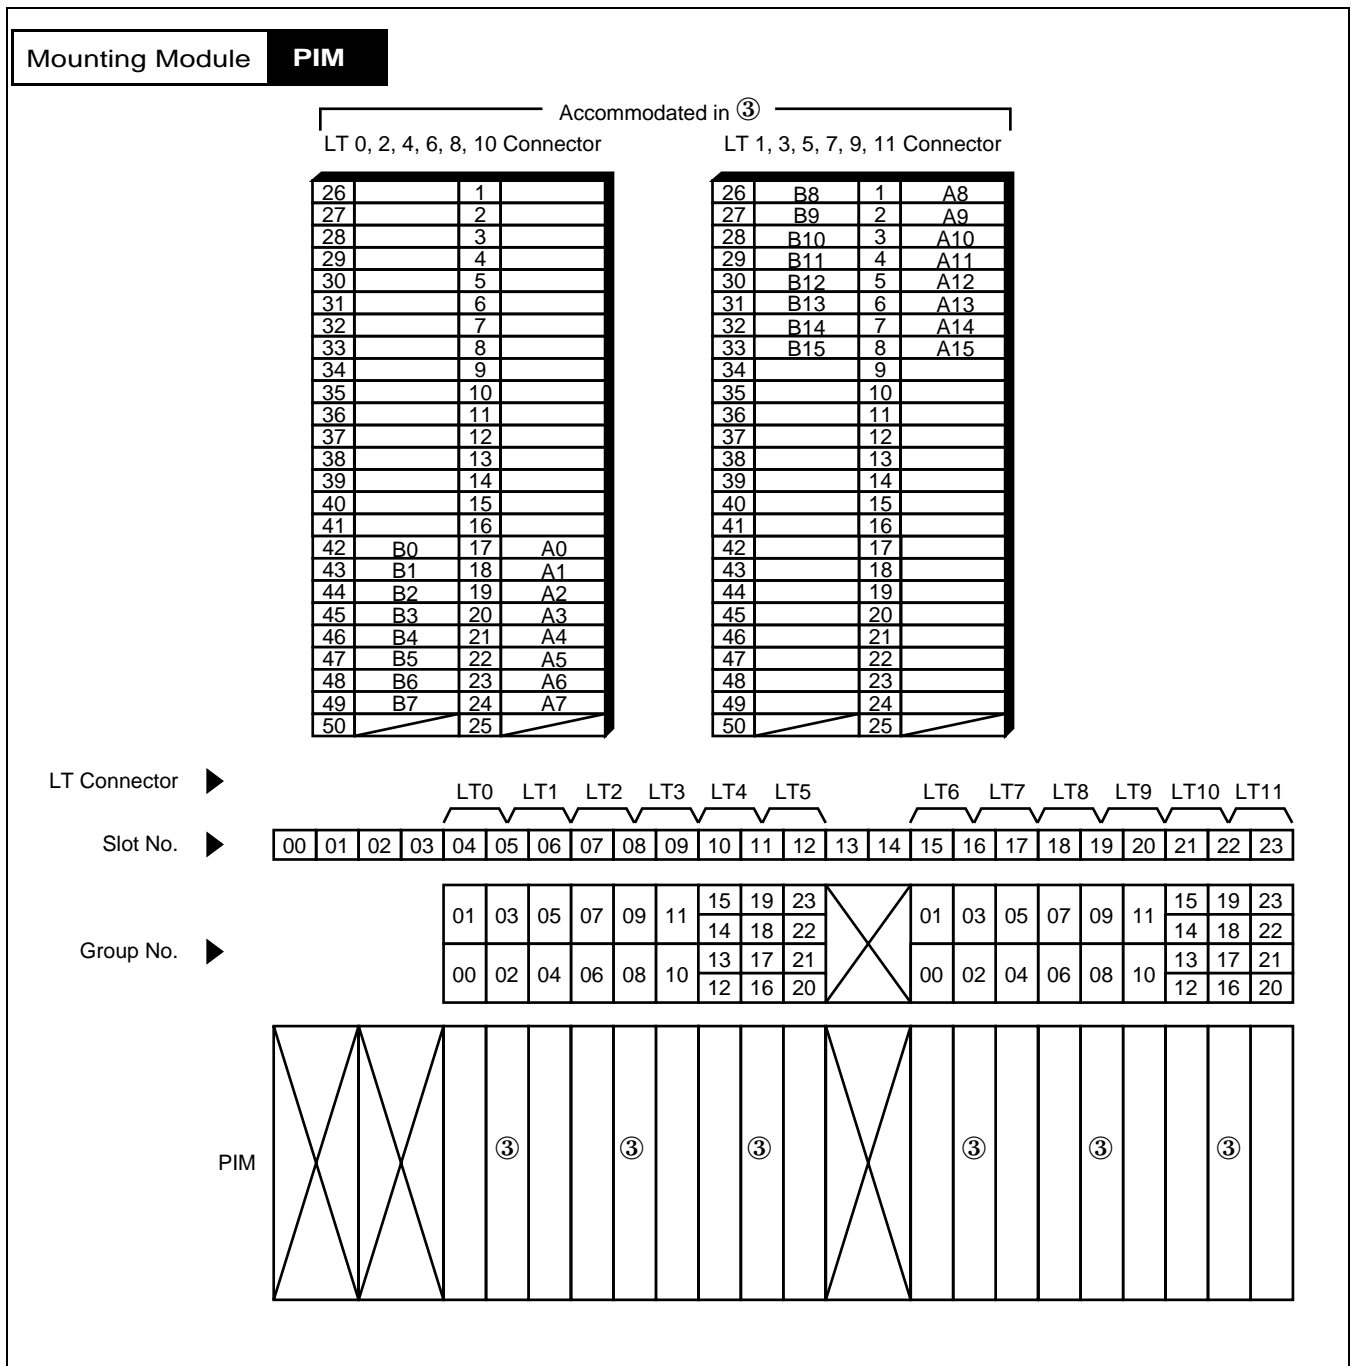 Mounting Module PIM
Accommodated in ③
LT 0, 2, 4, 6, 8, 10 Connector LT 1, 3, 5, 7, 9, 11 Connector
26 1 26 B8 1 A8
27 2 27 B9 2 A9
28 3 28 B10 3 A10
29 4 29 B11 4 A11
30 5 30 B12 5 A12
31 6 31 B13 6 A13
32 7 32 B14 7 A14
33 8 33 B15 8 A15
34 9 34 9
35 10 35 10
36 11 36 11
37 12 37 12
38 13 38 13
39 14 39 14
40 15 40 15
41 16 41 16
42 B0 17 A0 42 17
43 B1 18 A1 43 18
44 B2 19 A2 44 19
45 B3 20 A3 45 20
46 B4 21 A4 46 21
47 B5 22 A5 47 22
48 B6 23 A6 48 23
49 B7 24 A7 49 24
50 25 50 25
LT Connector LT0 LT1 LT2 LT3 LT4 LT5 LT6 LT7 LT8 LT9 LT10 LT11
Slot No. 00 01 02 03 04 05 06 07 08 09 10 11 12 13 14 15 16 17 18 19 20 21 22 23
15 19 23 15 19 23
01 03 05 07 09 11 01 03 05 07 09 11
14 18 22 14 18 22
Group No.
13 17 21 13 17 21
00 02 04 06 08 10 00 02 04 06 08 10
12 16 20 12 16 20
PIM ③ ③ ③ ③ ③ ③